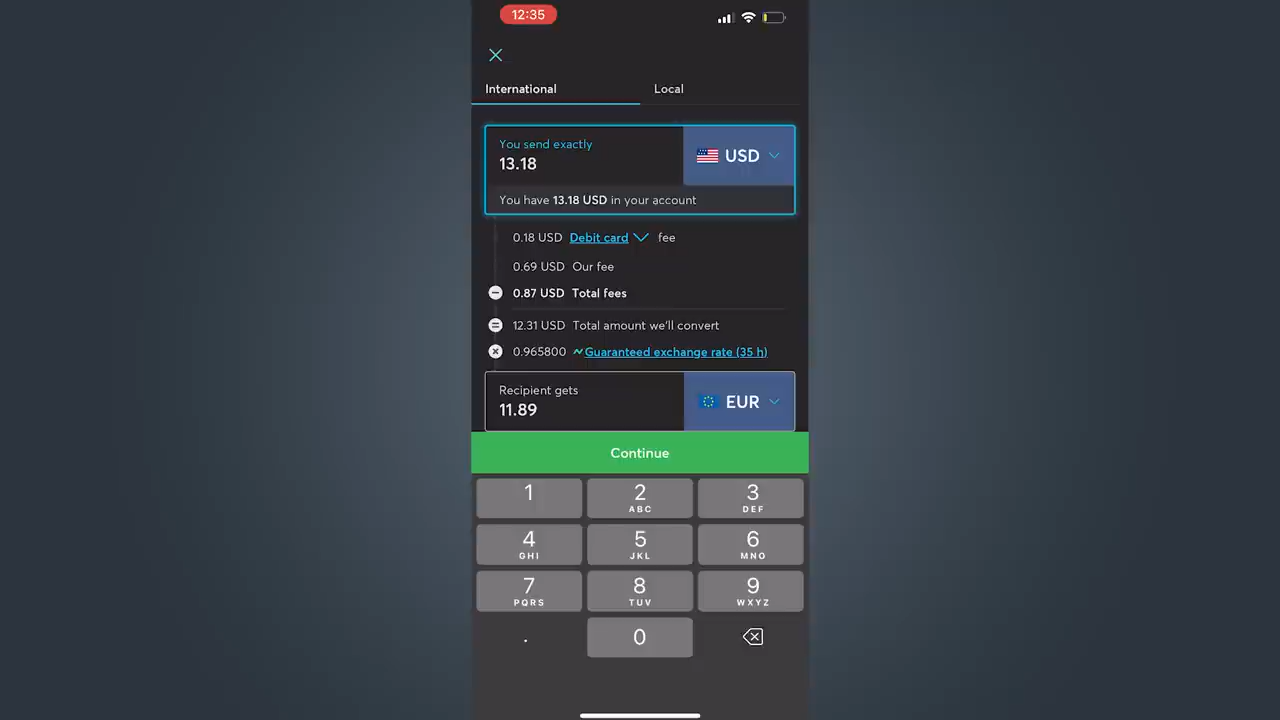 12:35
International Local
You send exactly
13.18
USD
You have 13.18 USD in your account
0.18 USD Debit card fee
0.69 USD Our fee
0.87 USD Total fees
12.31 USD Total amount we'll convert
0.965800 Guaranteed exchange rate (35 h)
Recipient gets
11.89
EUR
Continue
1 2 3
ABC DEF
4 5 6
GHI JKL MNO
7 8 9
PQRS TUV WXYZ
. 0